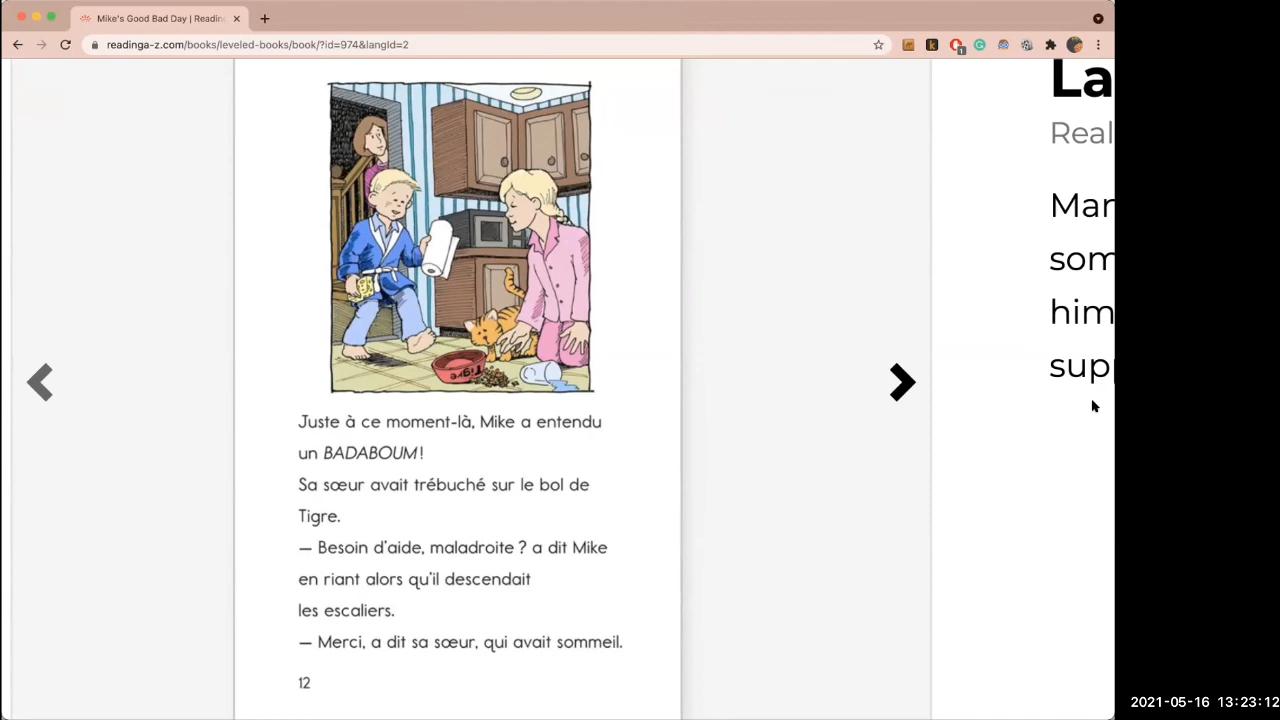 Mike's Good Bad Day | Readin
readinga-z.com/books/leveled-books/book/?id=974&langId=2
La
Real
Mar
som
him
sup
Tigre
Juste à ce moment-là, Mike a entendu
un BADABOUM !
Sa sœur avait trébuché sur le bol de
Tigre.
— Besoin d'aide, maladroite ? a dit Mike
en riant alors qu'il descendait
les escaliers.
— Merci, a dit sa sœur, qui avait sommeil.
12
2021-05-16 13:23:12